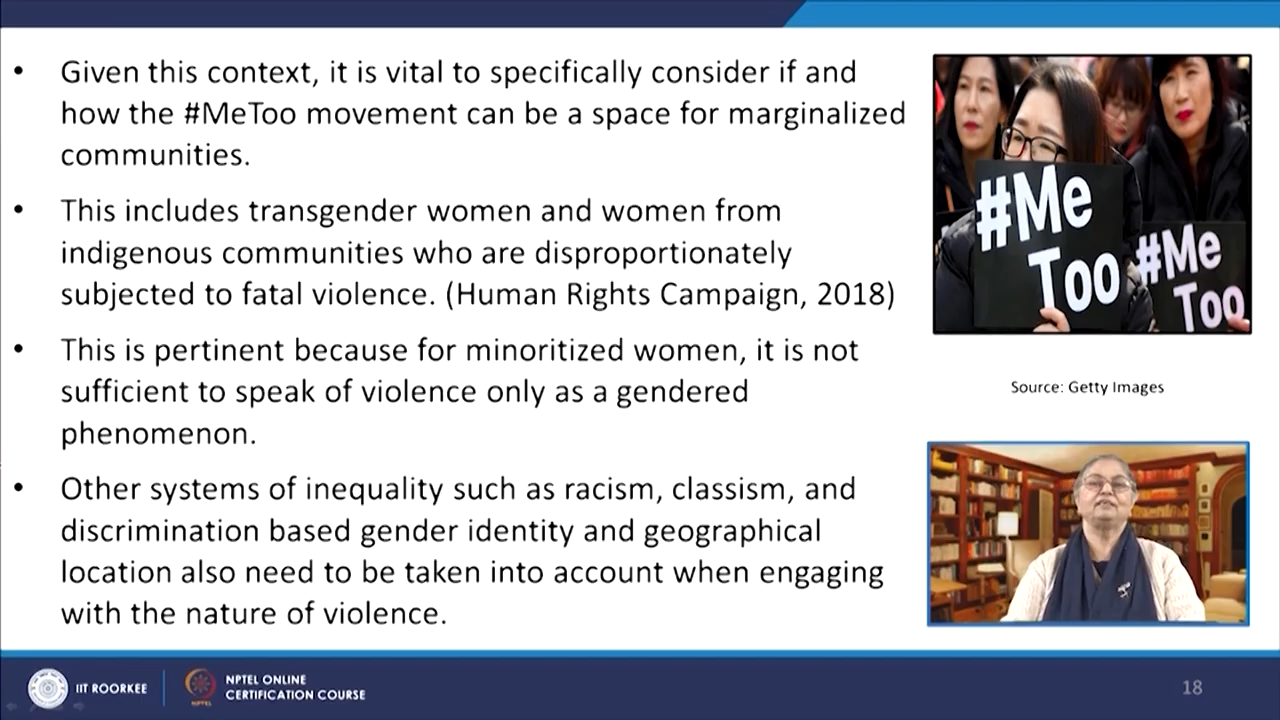 • Given this context, it is vital to specifically consider if and
how the #MeToo movement can be a space for marginalized
communities.
• This includes transgender women and women from
indigenous communities who are disproportionately
subjected to fatal violence. (Human Rights Campaign, 2018)
• This is pertinent because for minoritized women, it is not
sufficient to speak of violence only as a gendered
phenomenon.
• Other systems of inequality such as racism, classism, and
discrimination based gender identity and geographical
location also need to be taken into account when engaging
with the nature of violence.
#Me
Too
#Me
Too
Source: Getty Images
IIT ROORKEE
NPTEL
NPTEL ONLINE
CERTIFICATION COURSE
18